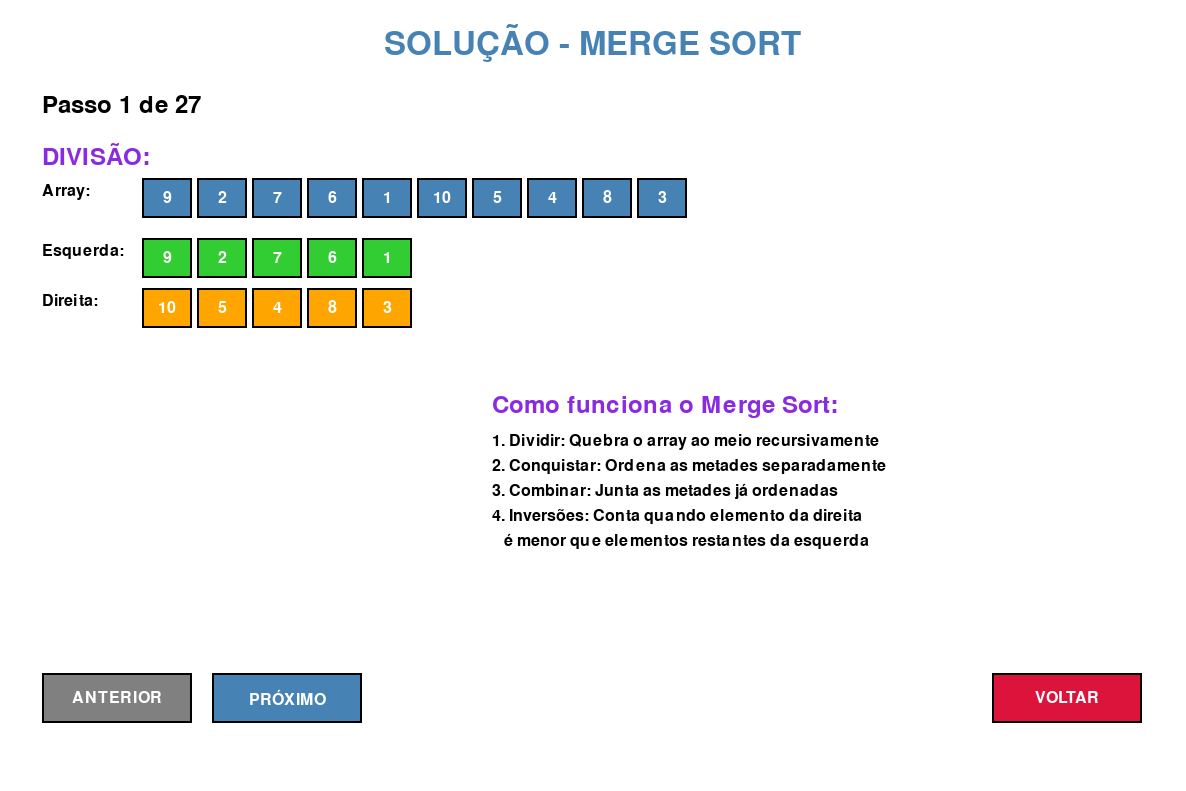 SOLUÇÃO - MERGE SORT
Passo 1 de 27
DIVISÃO:
Array: 9 2 7 6 1 10 5 4 8 3
Esquerda: 9 2 7 6 1
Direita: 10 5 4 8 3
Como funciona o Merge Sort:
1. Dividir: Quebra o array ao meio recursivamente
2. Conquistar: Ordena as metades separadamente
3. Combinar: Junta as metades já ordenadas
4. Inversões: Conta quando elemento da direita
é menor que elementos restantes da esquerda
ANTERIOR PRÓXIMO VOLTAR